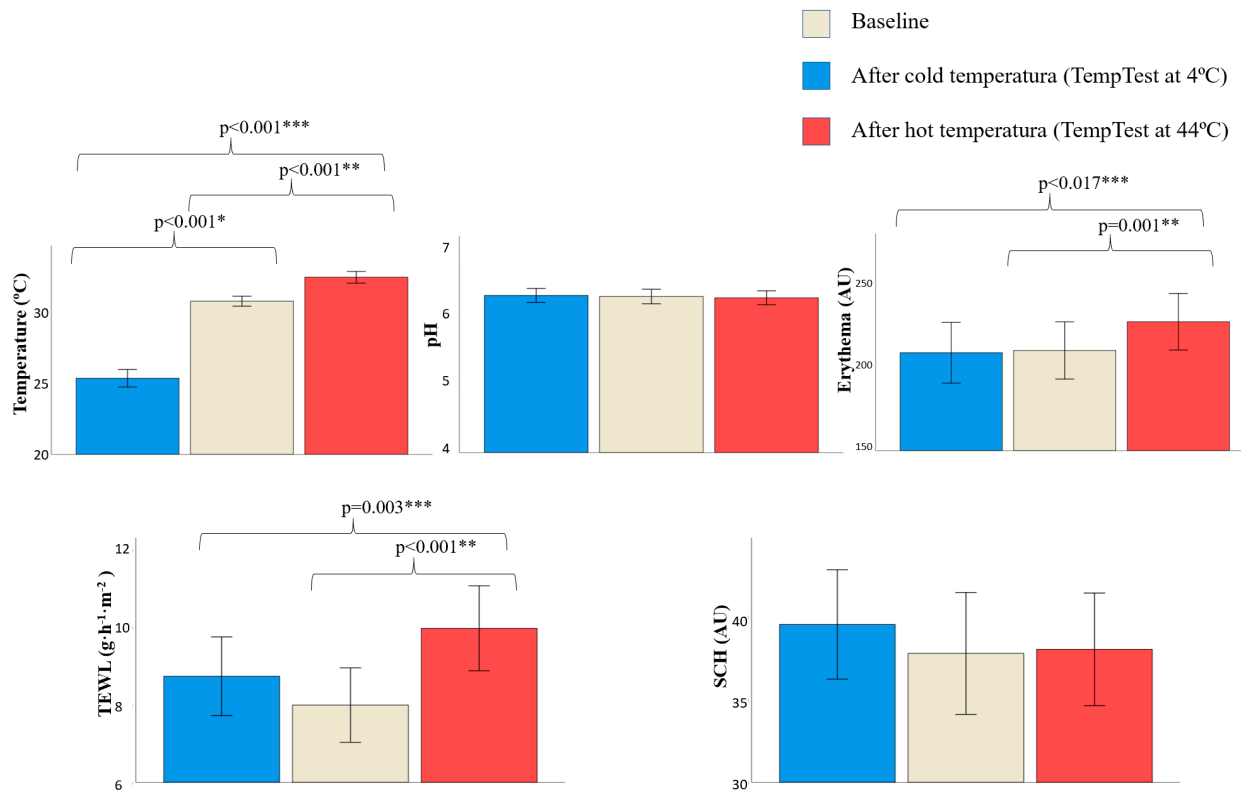 Baseline
After cold temperatura (TempTest at 4ºC)
After hot temperatura (TempTest at 44ºC)
p<0.001***
p<0.001**
p<0.001*
Temperature (ºC)
30
25
20
pH
7
6
5
4
p<0.017***
p=0.001**
Erythema (AU)
250
200
150
p=0.003***
p<0.001**
TEWL (g·h⁻¹·m⁻²)
12
10
8
6
SCH (AU)
40
35
30